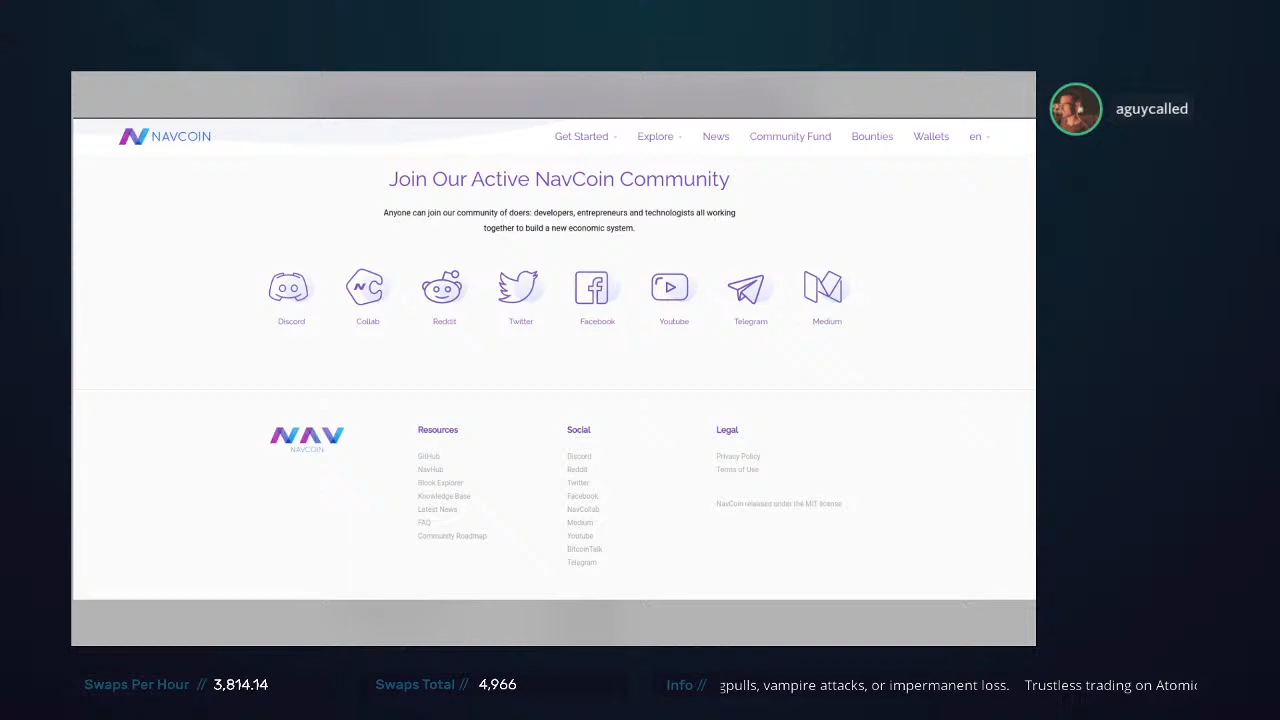 aguycalled
NAVCOIN
Get Started
Explore
News
Community Fund
Bounties
Wallets
en
Join Our Active NavCoin Community
Anyone can join our community of doers: developers, entrepreneurs and technologists all working
together to build a new economic system.
Discord
Collab
Reddit
Twitter
Facebook
Youtube
Telegram
Medium
NAV
NAVCOIN
Resources
GitHub
NavHub
Block Explorer
Knowledge Base
Latest News
FAQ
Community Roadmap
Social
Discord
Reddit
Twitter
Facebook
NavCollab
Medium
Youtube
BitcoinTalk
Telegram
Legal
Privacy Policy
Terms of Use
NavCoin released under the MIT license
Swaps Per Hour // 3,814.14
Swaps Total // 4,966
Info // gpulls, vampire attacks, or impermanent loss. Trustless trading on Atomic